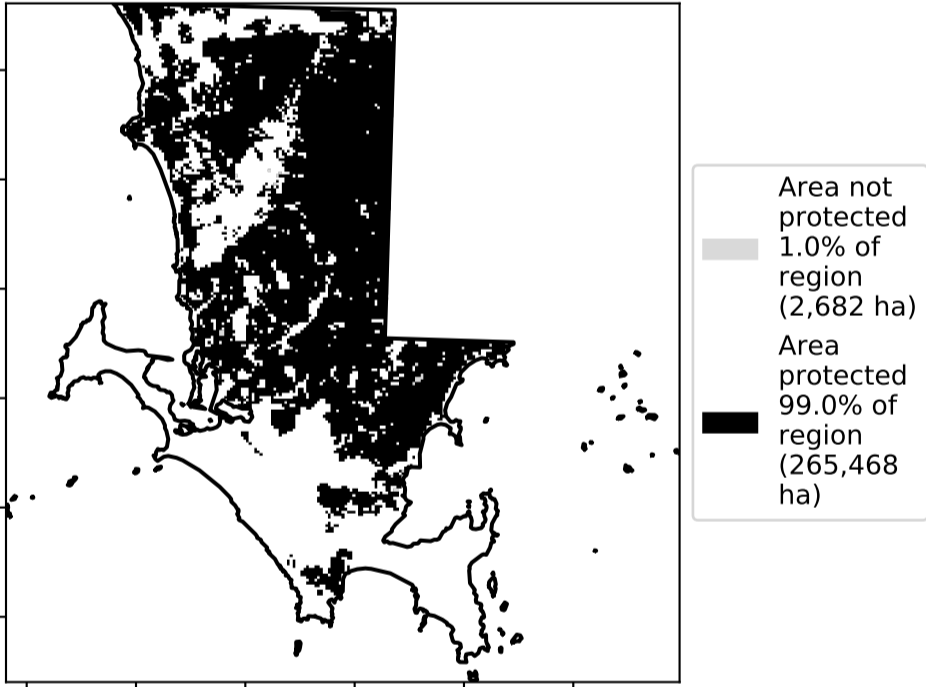 Area not
protected
1.0% of
region
(2,682 ha)
Area
protected
99.0% of
region
(265,468
ha)